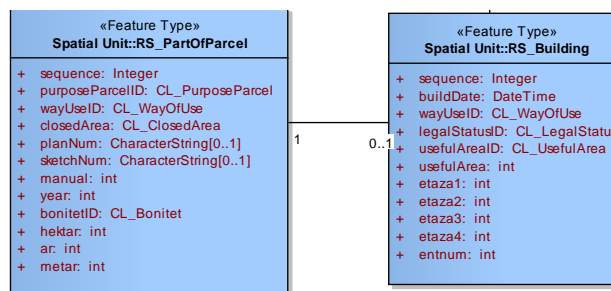 «Feature Type»
Spatial Unit::RS_PartOfParcel
+ sequence: Integer
+ purposeParcelID: CL_PurposeParcel
+ wayUseID: CL_WayOfUse
+ closedArea: CL_ClosedArea
+ planNum: CharacterString[0..1]
+ sketchNum: CharacterString[0..1]
+ manual: int
+ year: int
+ bonitetID: CL_Bonitet
+ hektar: int
+ ar: int
+ metar: int
1
0..1
«Feature Type»
Spatial Unit::RS_Building
+ sequence: Integer
+ buildDate: DateTime
+ wayUseID: CL_WayOfUse
+ legalStatusID: CL_LegalStatu
+ usefulAreaID: CL_UsefulArea
+ usefulArea: int
+ etaza1: int
+ etaza2: int
+ etaza3: int
+ etaza4: int
+ entnum: int